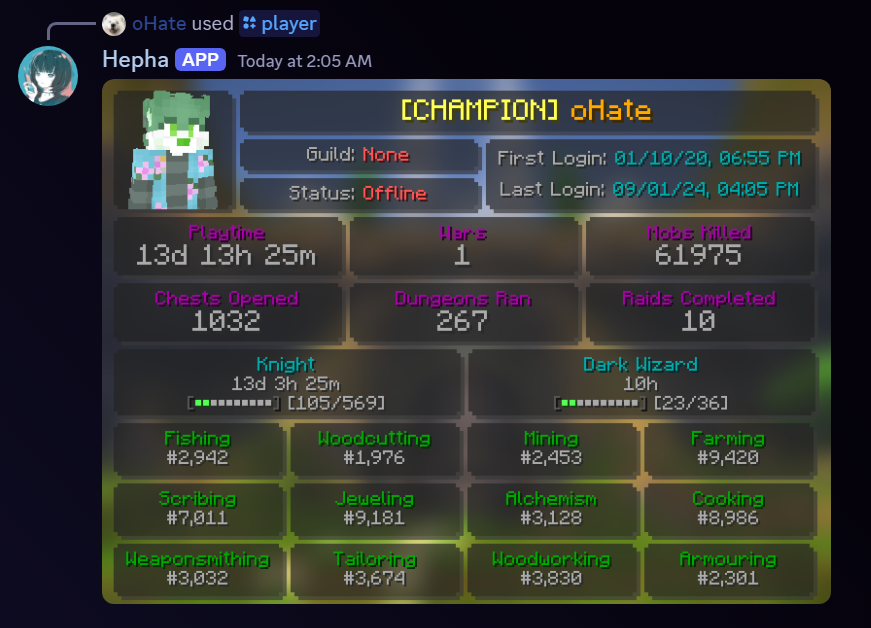 oHate used player
Hepha APP Today at 2:05 AM
[CHAMPION] oHate
Guild: None
Status: Offline
First Login: 01/10/20, 06:55 PM
Last Login: 09/01/24, 04:05 PM
Playtime
13d 13h 25m
Wars
1
Mobs Killed
61975
Chests Opened
1032
Dungeons Ran
267
Raids Completed
10
Knight
13d 3h 25m
[105/569]
Dark Wizard
10h
[23/36]
Fishing
#2,942
Woodcutting
#1,976
Mining
#2,453
Farming
#9,420
Scribing
#7,011
Jeweling
#9,181
Alchemism
#3,128
Cooking
#8,986
Weaponsmithing
#3,032
Tailoring
#3,674
Woodworking
#3,830
Armouring
#2,301